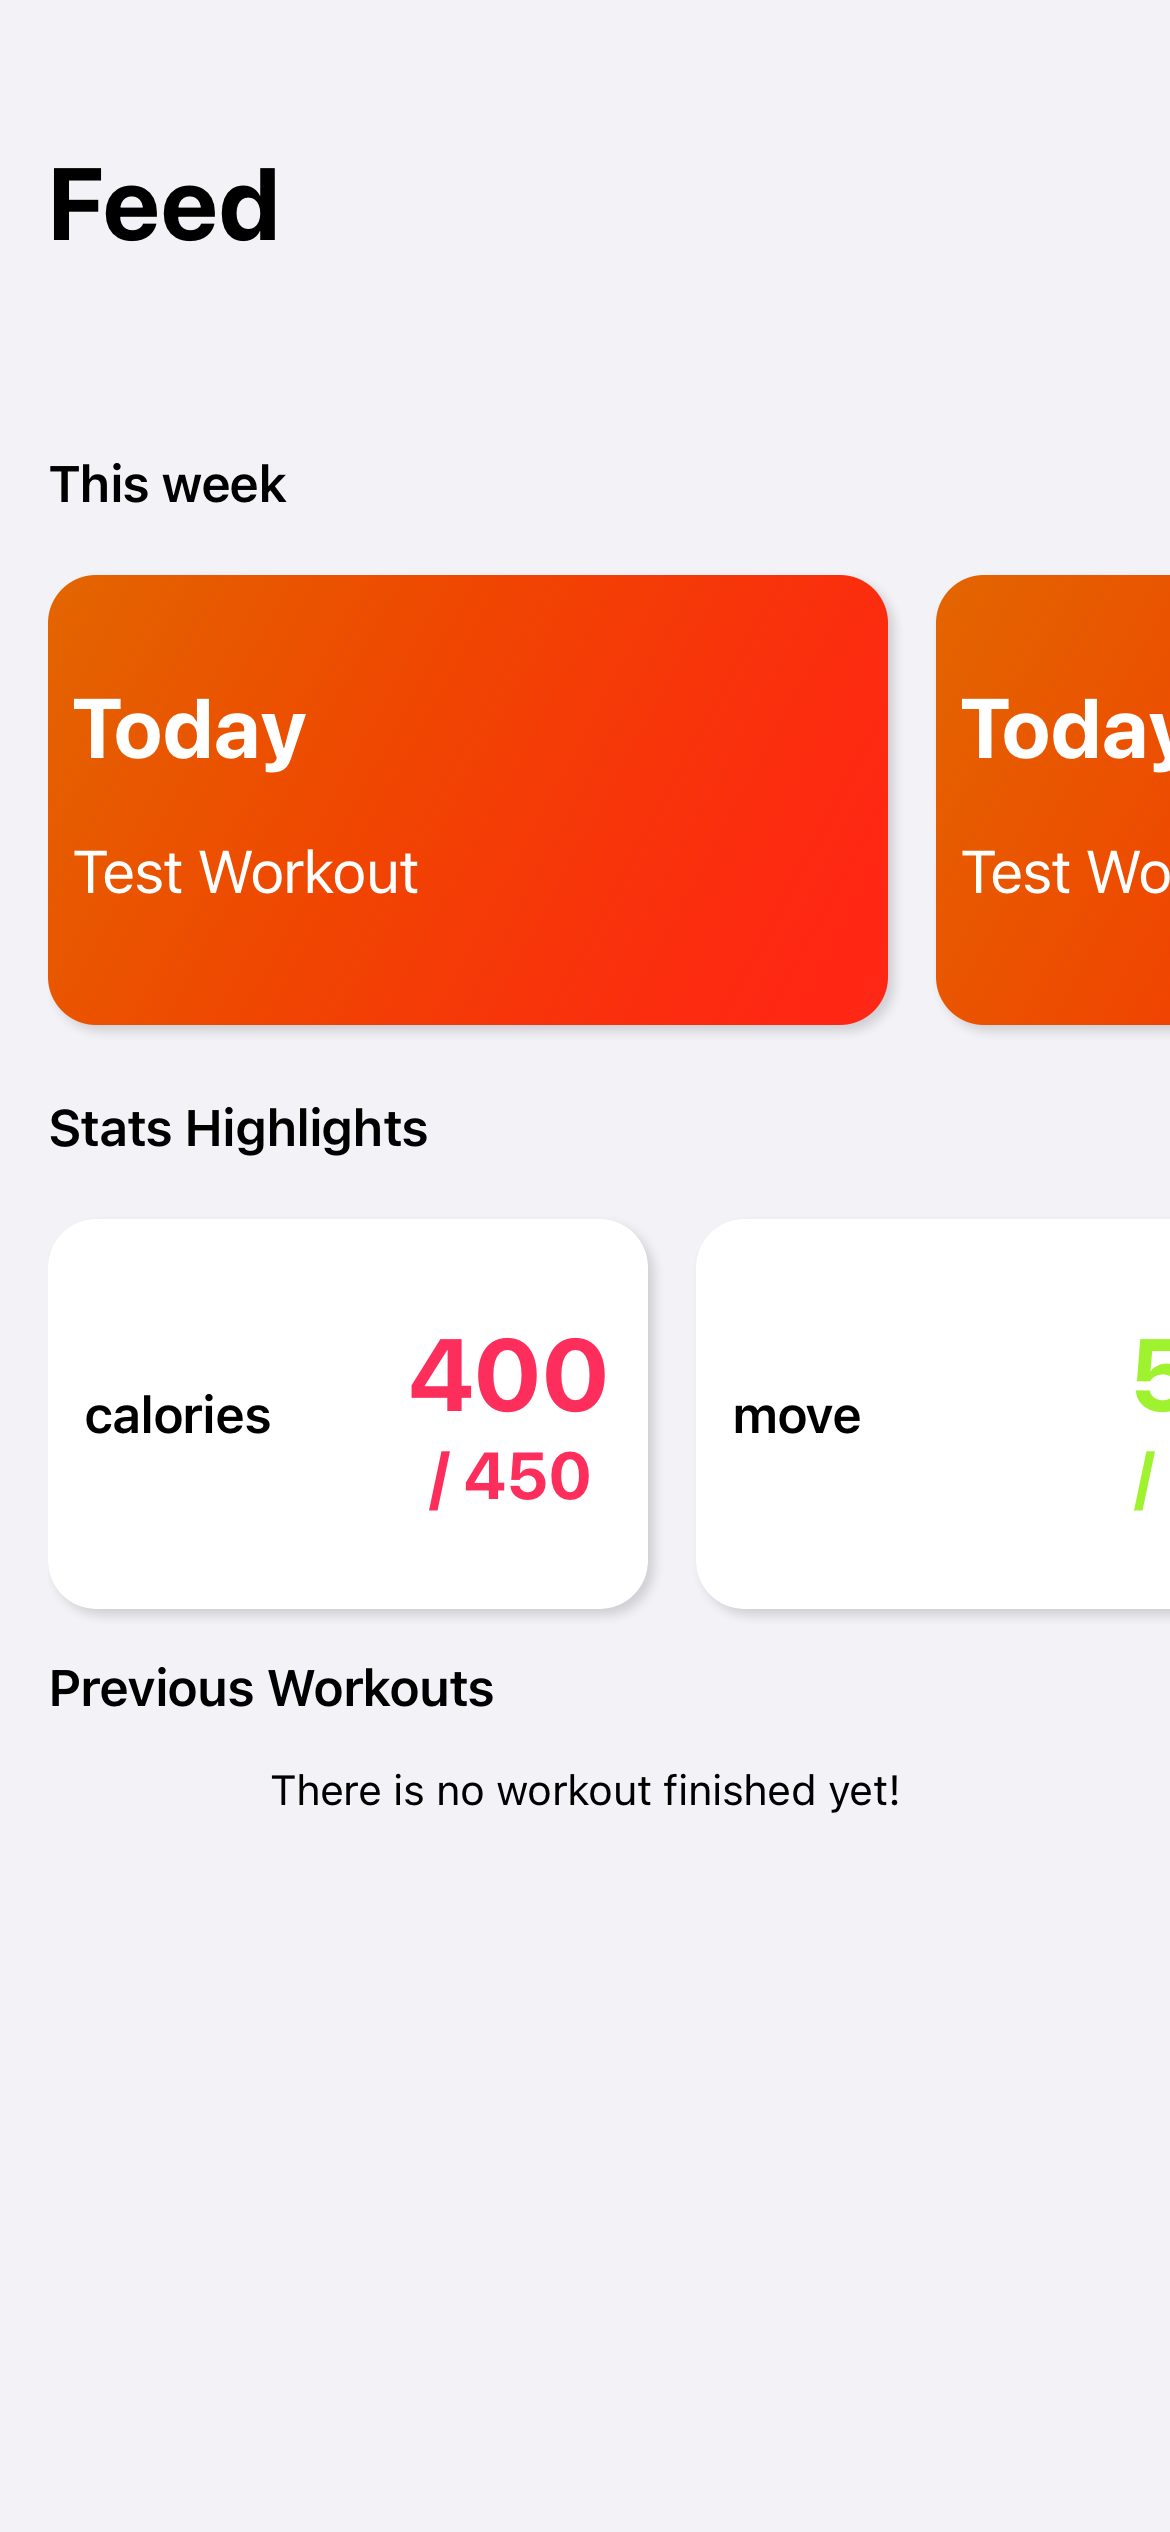 Feed
This week
Today
Test Workout
Today
Test Wo
Stats Highlights
calories
400
/ 450
move
5
/
Previous Workouts
There is no workout finished yet!